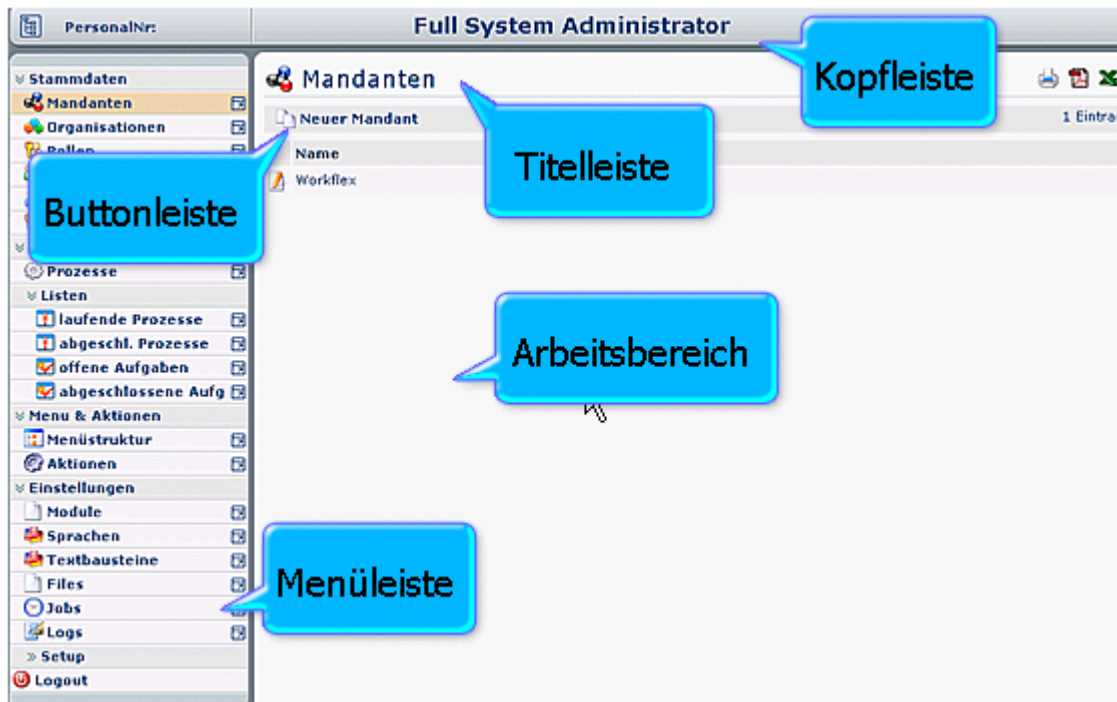 PersonalNr:
Full System Administrator
Kopfleiste
Stammdaten
Mandanten
Organisationen
Mandanten
Neuer Mandant
Name
Workflex
Titelleiste
Buttonleiste
Prozesse
Listen
laufende Prozesse
abgeschl. Prozesse
offene Aufgaben
abgeschlossene Aufg
Menu & Aktionen
Menüstruktur
Aktionen
Einstellungen
Module
Sprachen
Textbausteine
Files
Jobs
Logs
Setup
Logout
Arbeitsbereich
Menüleiste
1 Eintra